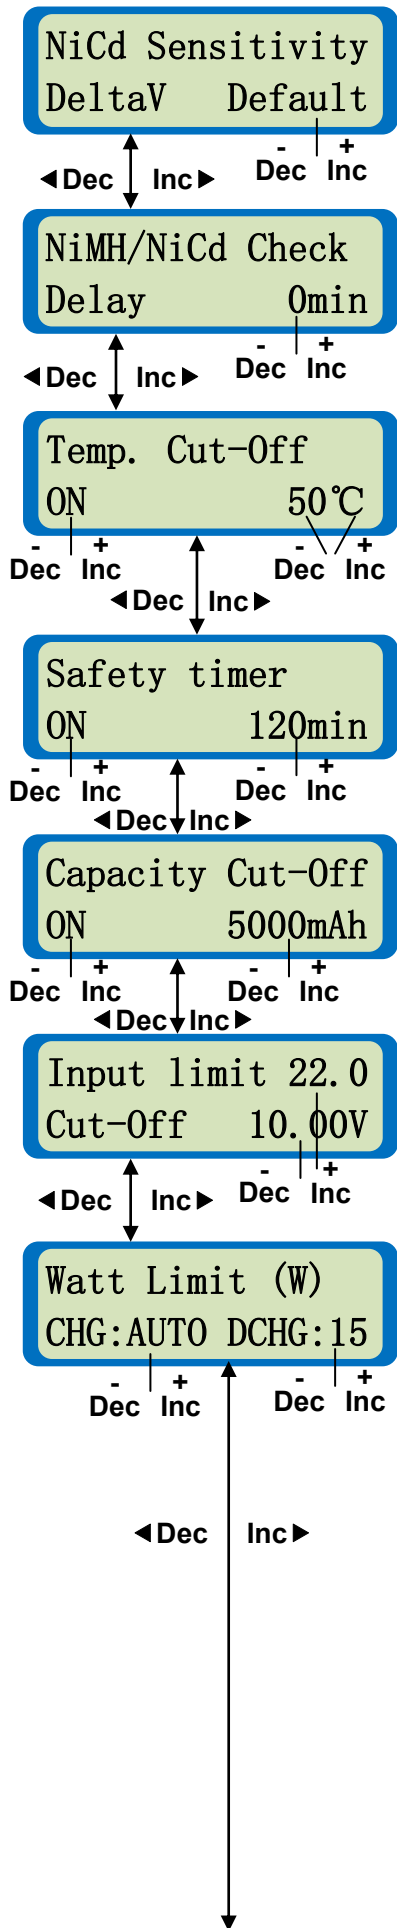 NiCd Sensitivity
DeltaV Default
- +
Dec Inc
◄Dec Inc►
NiMH/NiCd Check
Delay 0min
- +
Dec Inc
◄Dec Inc►
Temp. Cut-Off
ON 50℃
- + - +
Dec Inc Dec Inc
◄Dec Inc►
Safety timer
ON 120min
- + - +
Dec Inc Dec Inc
◄Dec Inc►
Capacity Cut-Off
ON 5000mAh
- + - +
Dec Inc Dec Inc
◄Dec Inc►
Input limit 22.0
Cut-Off 10.00V
- +
Dec Inc
◄Dec Inc►
Watt Limit (W)
CHG:AUTO DCHG:15
- + - +
Dec Inc Dec Inc
◄Dec Inc►